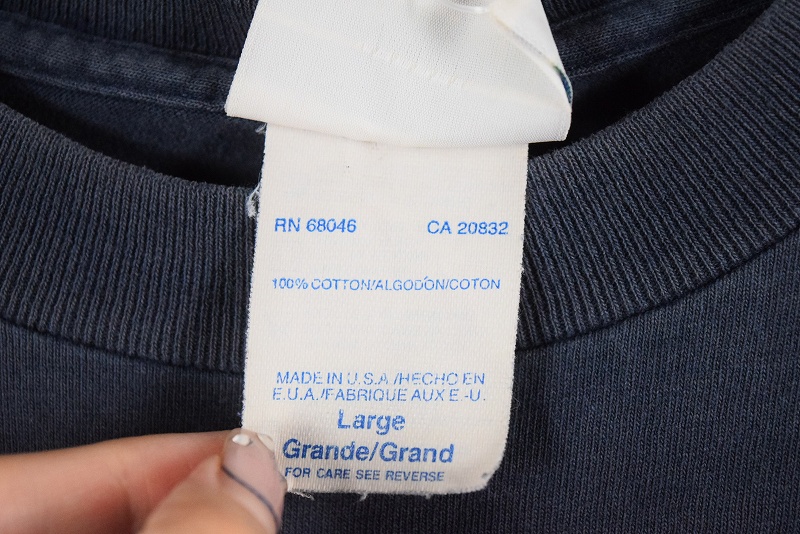 RN 68046 CA 20832
100% COTTON/ALGODÓN/COTON
MADE IN U.S.A./HECHO EN
E.U.A./FABRIQUE AUX E.-U.
Large
Grande/Grand
FOR CARE SEE REVERSE